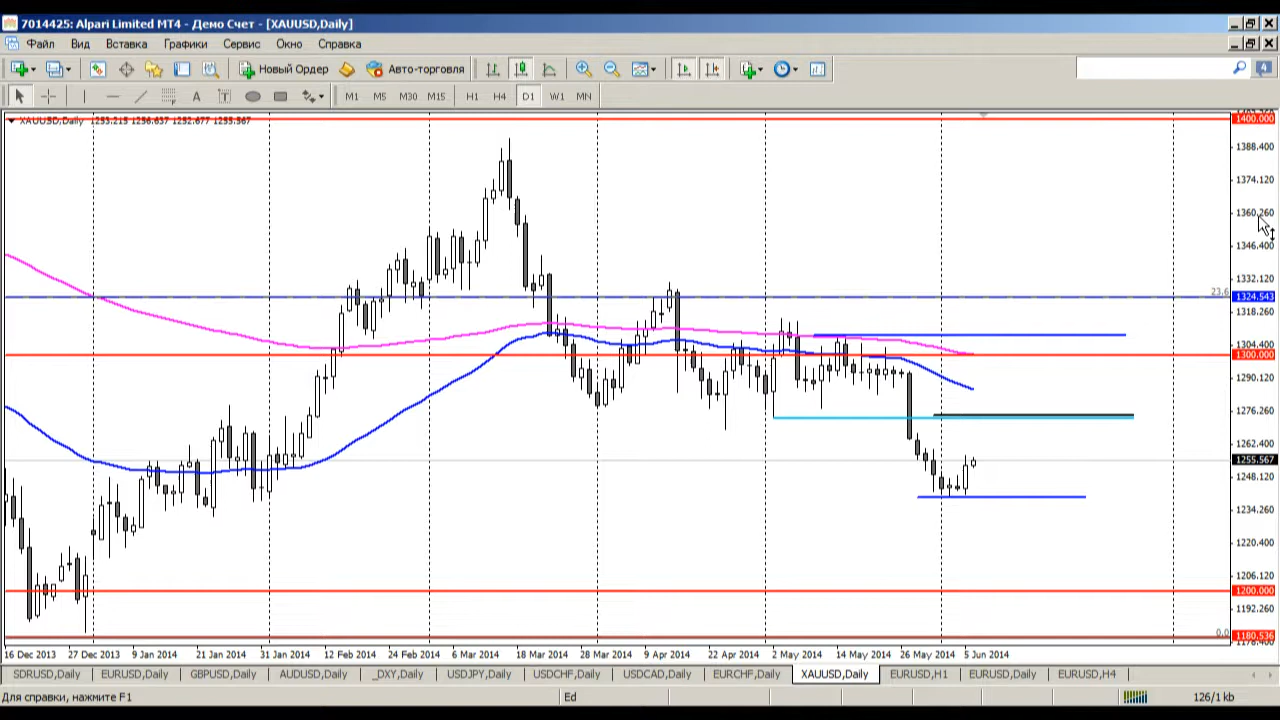 7014425: Alpari Limited MT4 - Демо Счет - [XAUUSD,Daily]
Файл Вид Вставка Графики Сервис Окно Справка
Новый Ордер Авто-торговля 4
A T M1 M5 M30 M15 H1 H4 D1 W1 MN
XAUUSD,Daily 1253.215 1256.637 1252.677 1255.567
1400.000
1388.400
1374.120
1360.260
1346.400
1332.120
23.6 1324.543
1318.260
1304.400
1300.000
1290.120
1276.260
1262.400
1255.567
1248.120
1234.260
1220.400
1206.120
1200.000
1192.260
0.0 1180.536
16 Dec 2013 27 Dec 2013 9 Jan 2014 21 Jan 2014 31 Jan 2014 12 Feb 2014 24 Feb 2014 6 Mar 2014 18 Mar 2014 28 Mar 2014 9 Apr 2014 22 Apr 2014 2 May 2014 14 May 2014 26 May 2014 5 Jun 2014
SDRUSD,Daily EURUSD,Daily GBPUSD,Daily AUDUSD,Daily _DXY,Daily USDJPY,Daily USDCHF,Daily USDCAD,Daily EURCHF,Daily XAUUSD,Daily EURUSD,H1 EURUSD,Daily EURUSD,H4
Для справки, нажмите F1 Ed 126/1 kb